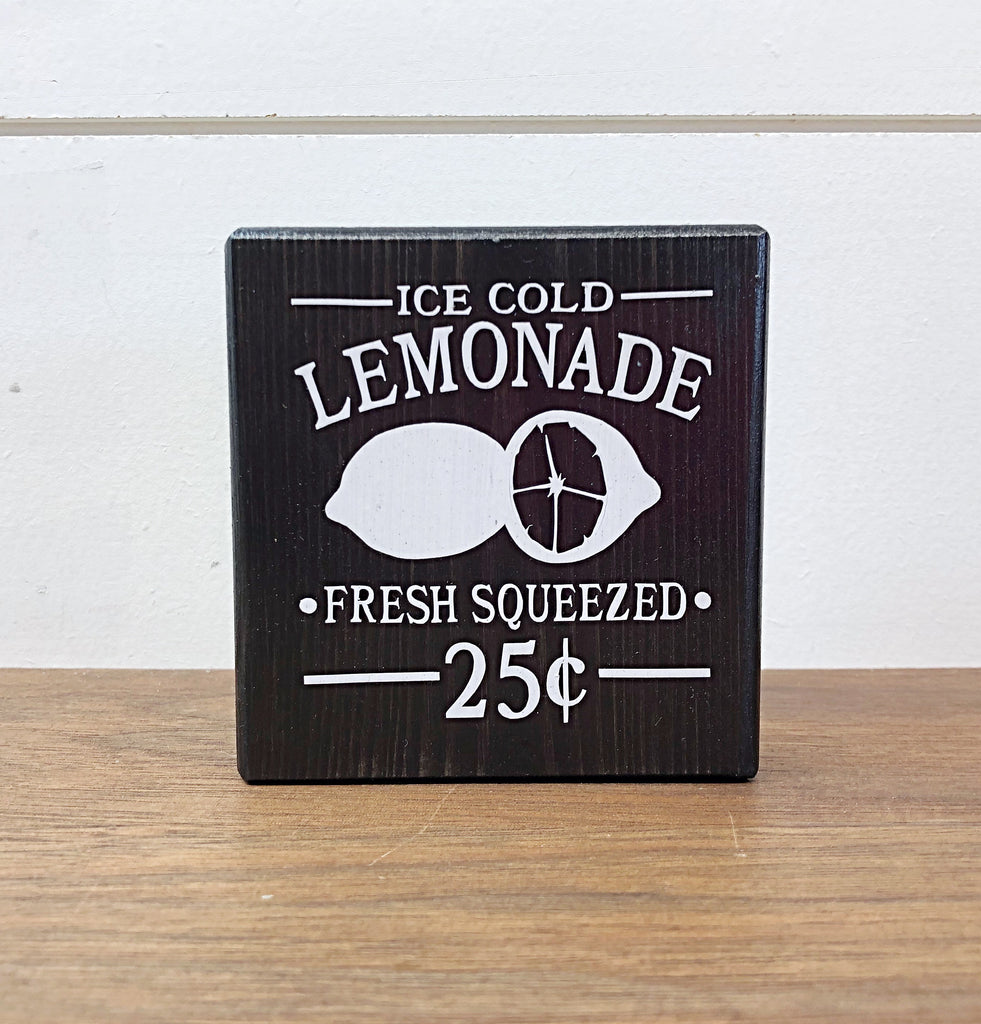 ICE COLD
LEMONADE
•FRESH SQUEEZED•
25¢